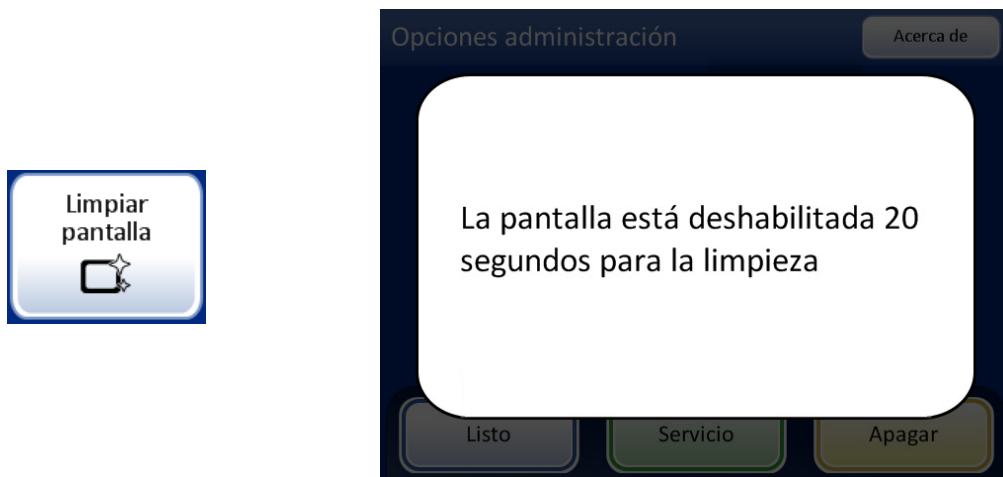 Limpiar
pantalla
Opciones administración
Acerca de
La pantalla está deshabilitada 20
segundos para la limpieza
Listo
Servicio
Apagar